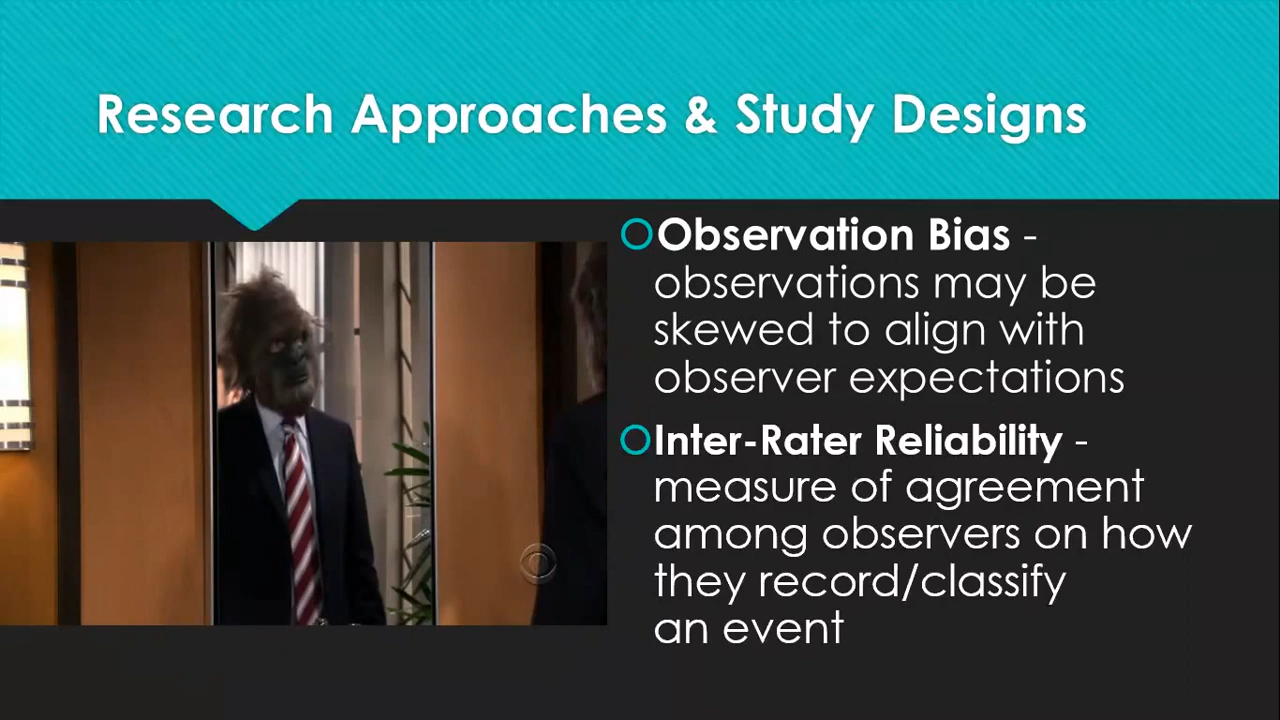 Research Approaches & Study Designs
Observation Bias -
observations may be
skewed to align with
observer expectations
Inter-Rater Reliability -
measure of agreement
among observers on how
they record/classify
an event